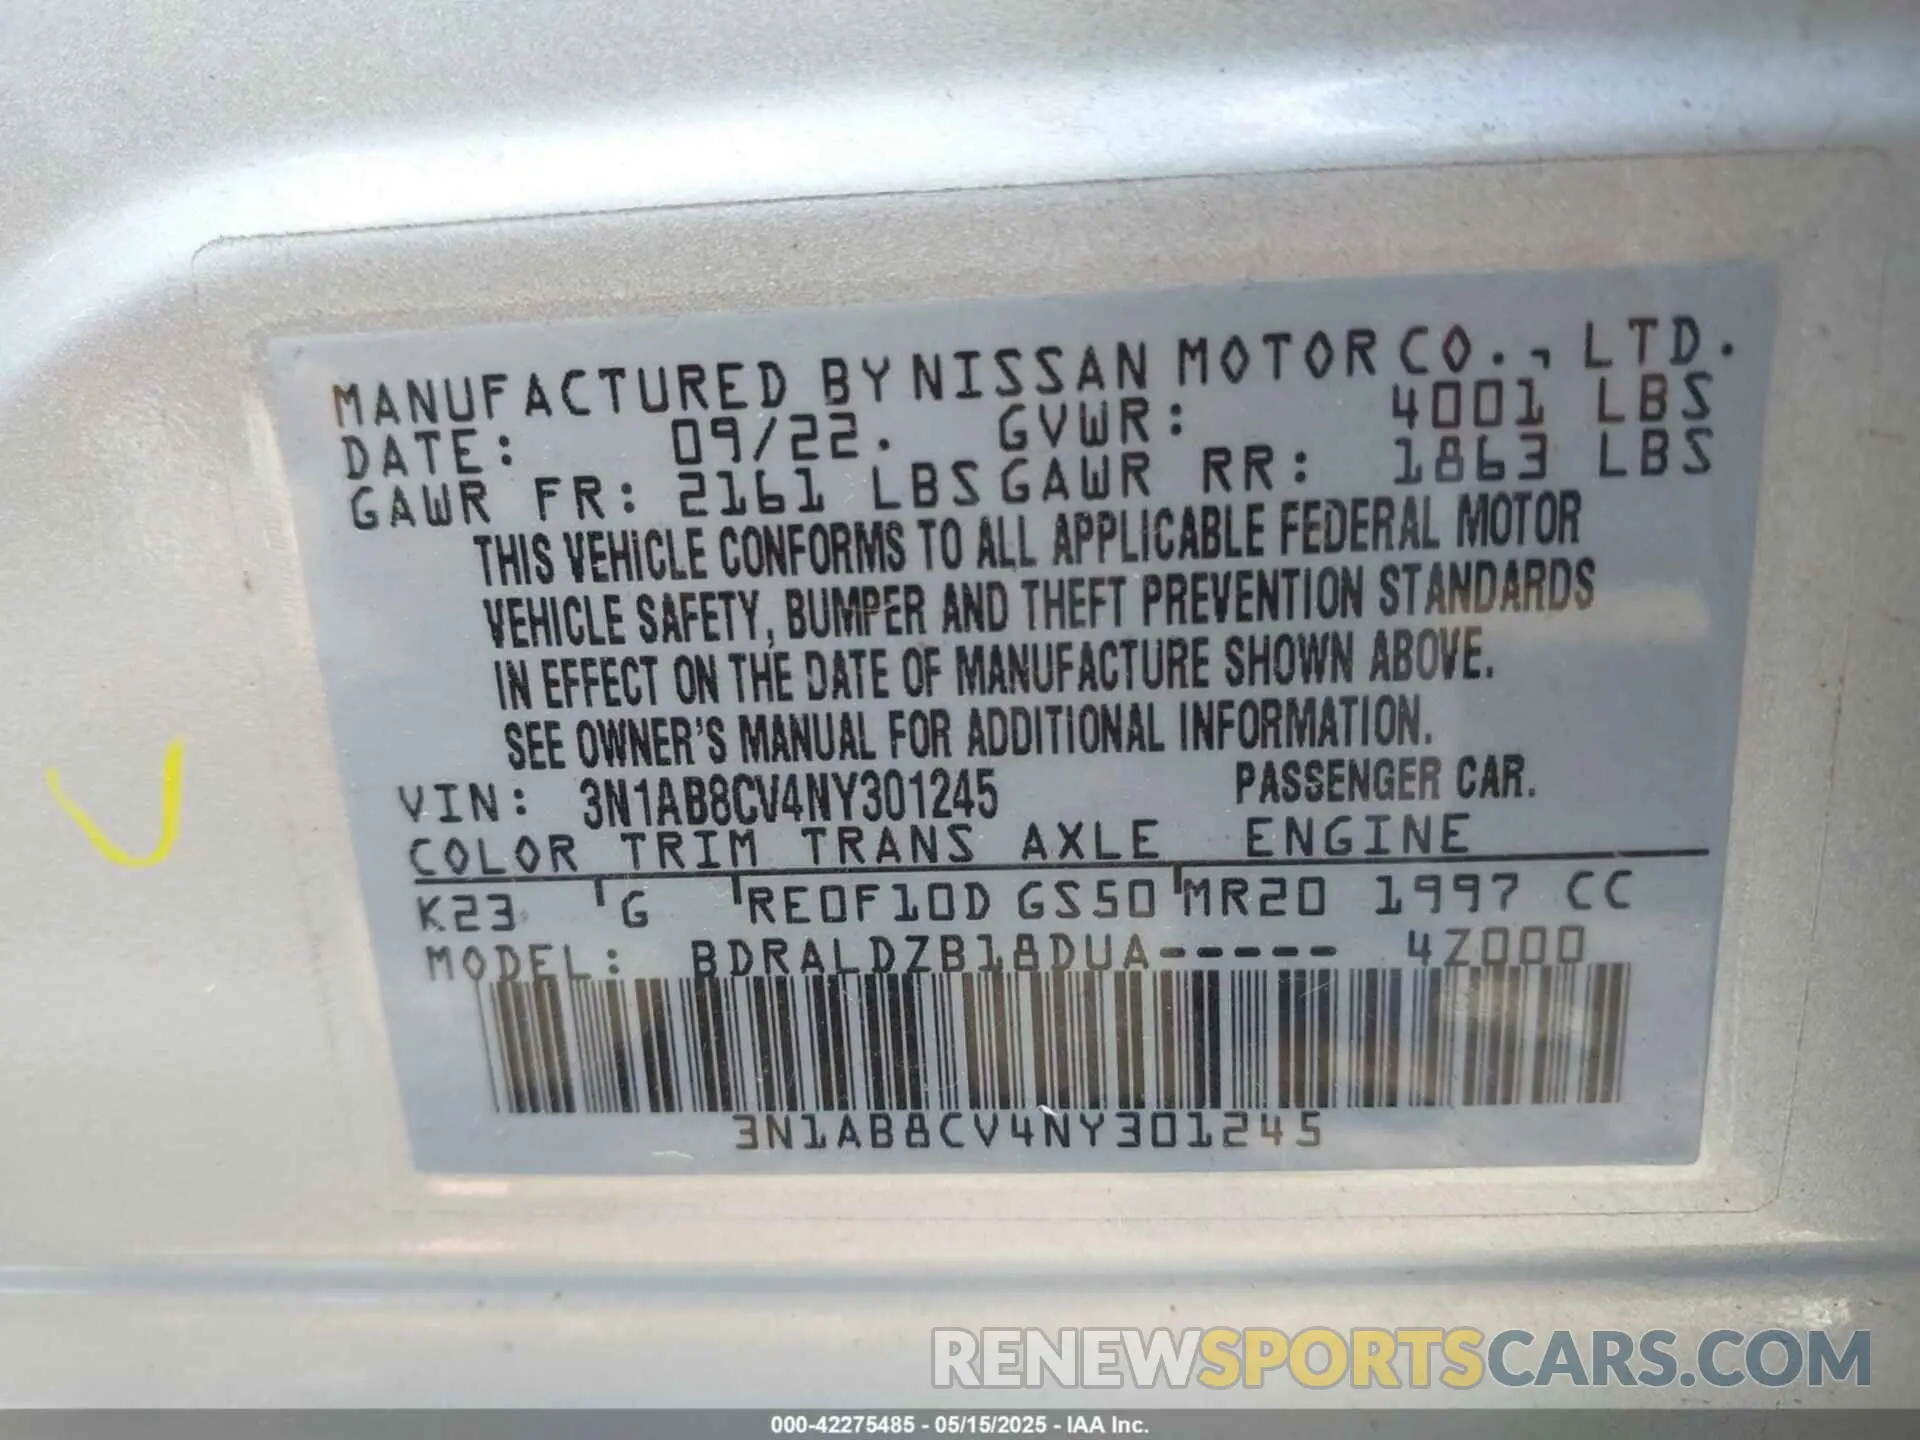 MANUFACTURED BY NISSAN MOTOR CO., LTD.
DATE: 09/22. GVWR: 4001 LBS
GAWR FR: 2161 LBS GAWR RR: 1863 LBS
THIS VEHICLE CONFORMS TO ALL APPLICABLE FEDERAL MOTOR
VEHICLE SAFETY, BUMPER AND THEFT PREVENTION STANDARDS
IN EFFECT ON THE DATE OF MANUFACTURE SHOWN ABOVE.
SEE OWNER'S MANUAL FOR ADDITIONAL INFORMATION.
VIN: 3N1AB8CV4NY301245 PASSENGER CAR.
COLOR TRIM TRANS AXLE ENGINE
K23 G RE0F10D GS50 MR20 1997 CC
MODEL: BDRALDZB18DUA----- 4Z000
3N1AB8CV4NY301245
RENEWSPORTSCARS.COM
000-42275485 - 05/15/2025 - IAA Inc.